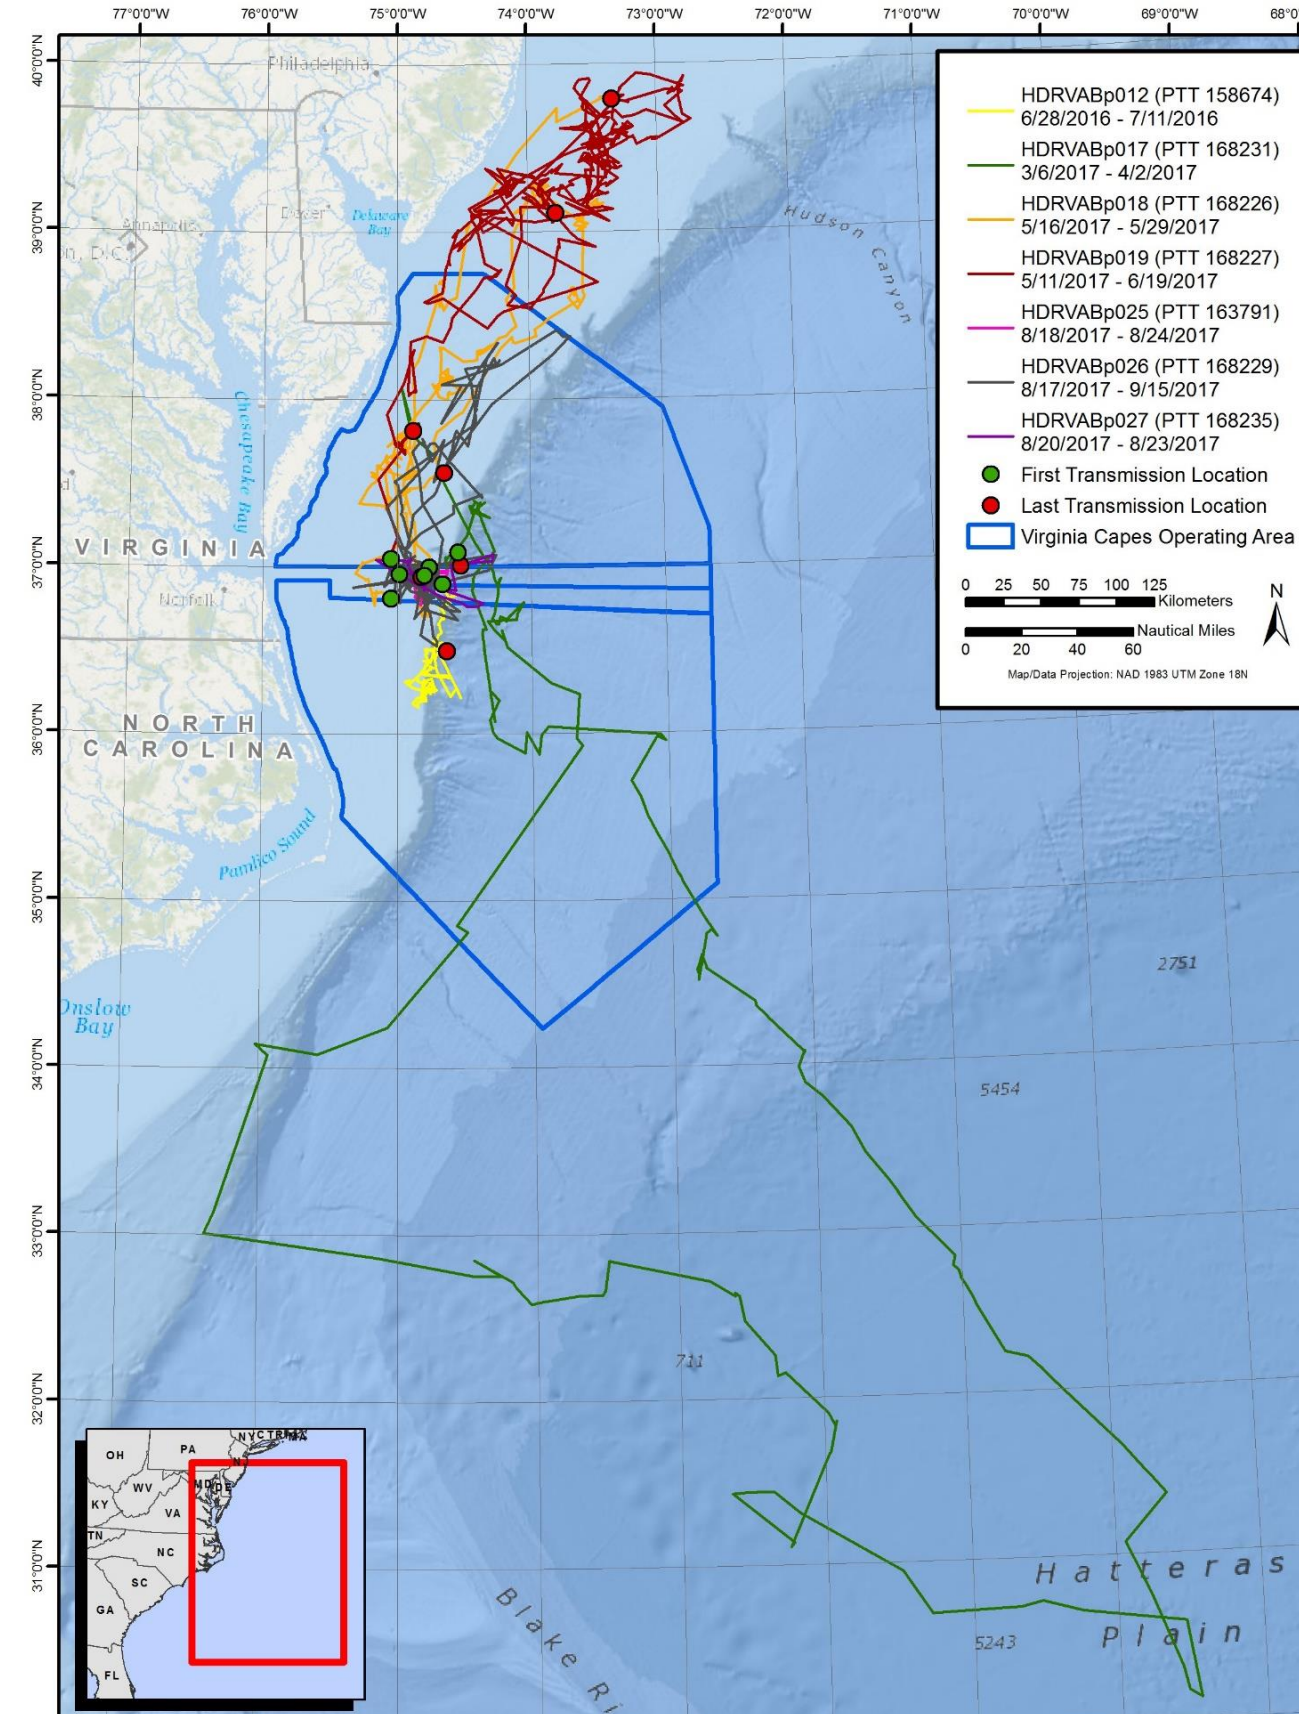 77°0'0"W 76°0'0"W 75°0'0"W 74°0'0"W 73°0'0"W 72°0'0"W 71°0'0"W 70°0'0"W 69°0'0"W
40°0'0"N
39°0'0"N
38°0'0"N
37°0'0"N
36°0'0"N
35°0'0"N
34°0'0"N
33°0'0"N
32°0'0"N
31°0'0"N
Philadelphia
Annapolis
Dover
Delaware
Bay
D.C.
Chesapeake Bay
VIRGINIA
Norfolk
NORTH
CAROLINA
Pamlico Sound
Onslow
Bay
Hudson Canyon
2751
5454
711
Hatteras
Plain
5243
Blake Ri
HDRVABp012 (PTT 158674)
6/28/2016 - 7/11/2016
HDRVABp017 (PTT 168231)
3/6/2017 - 4/2/2017
HDRVABp018 (PTT 168226)
5/16/2017 - 5/29/2017
HDRVABp019 (PTT 168227)
5/11/2017 - 6/19/2017
HDRVABp025 (PTT 163791)
8/18/2017 - 8/24/2017
HDRVABp026 (PTT 168229)
8/17/2017 - 9/15/2017
HDRVABp027 (PTT 168235)
8/20/2017 - 8/23/2017
First Transmission Location
Last Transmission Location
Virginia Capes Operating Area
0 25 50 75 100 125
Kilometers
Nautical Miles
0 20 40 60
N
Map/Data Projection: NAD 1983 UTM Zone 18N
OH
PA
NY
CT
RI
MA
WV
MD
DE
KY
VA
TN
NC
SC
GA
FL